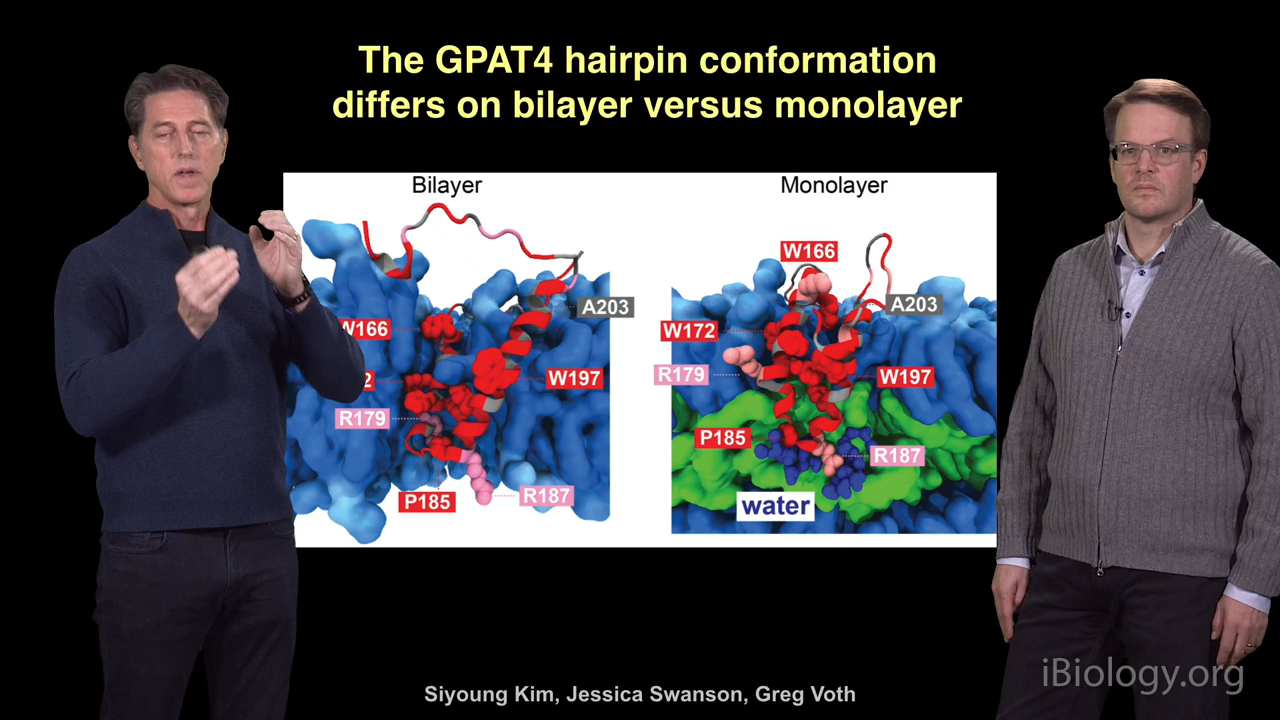 The GPAT4 hairpin conformation
differs on bilayer versus monolayer
Bilayer
Monolayer
W166
A203
W197
R179
P185
R187
W166
A203
W172
R179
W197
P185
R187
water
Siyoung Kim, Jessica Swanson, Greg Voth
iBiology.org